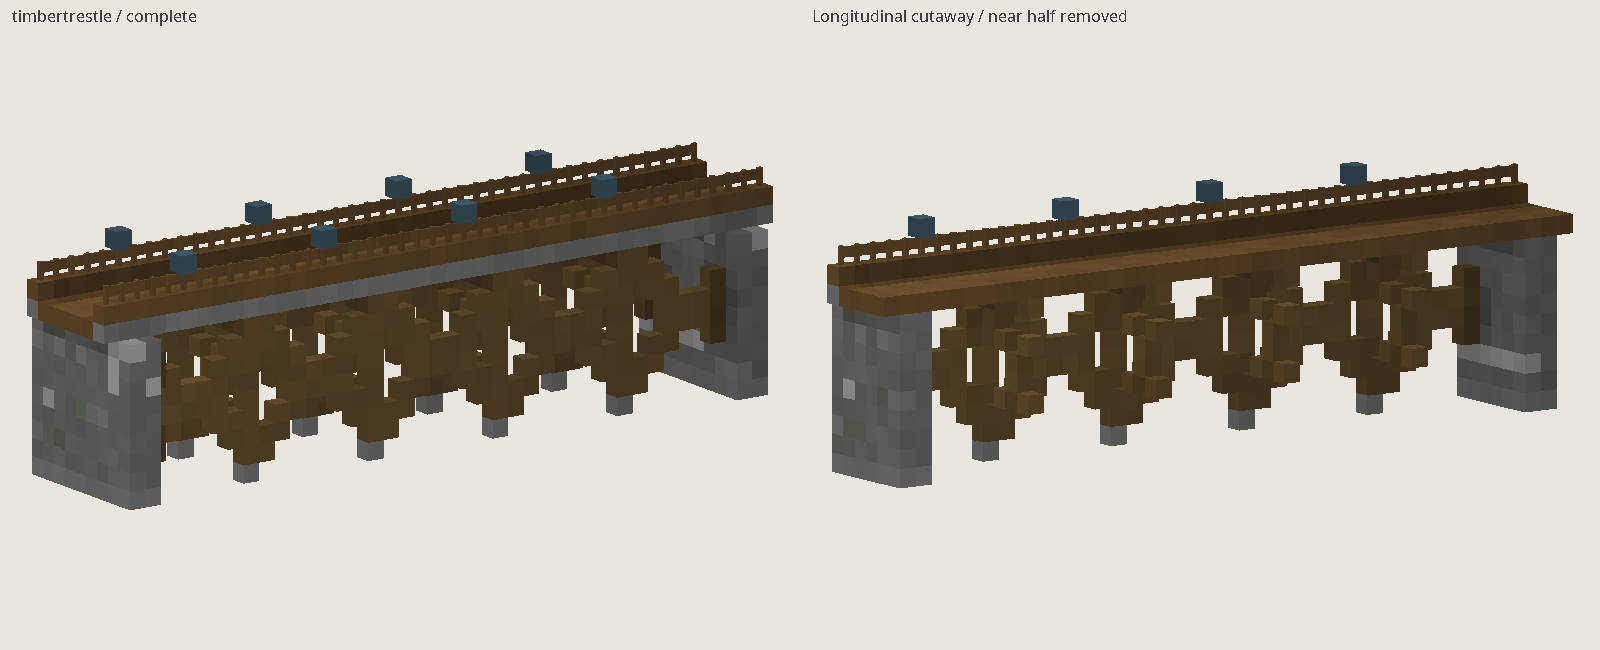 timbertrestle / complete
Longitudinal cutaway / near half removed